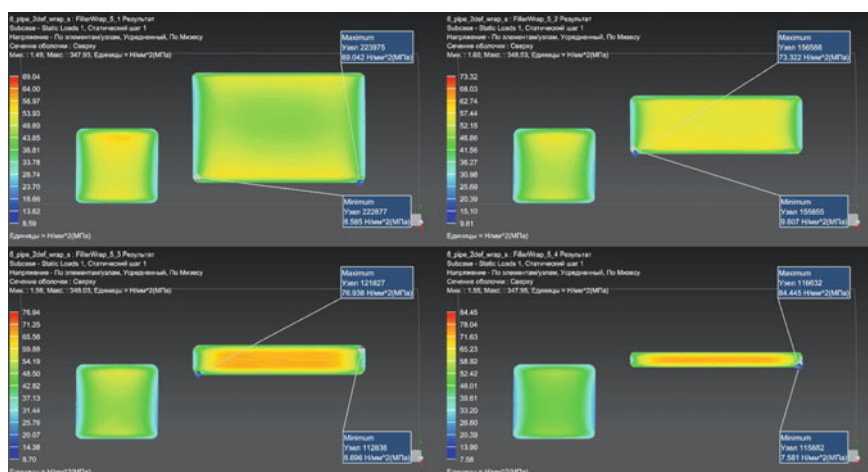 6_pipe_2def_wrap_s : FillerWrap_5_1 Результат
Subcase - Static Loads 1, Статический шаг 1
Напряжение - По элементам/узлам, Усредненный, По Мизесу
Сечение оболочки : Сверху
Мин. : 1.49, Макс. : 347.93, Единицы = Н/мм^2(МПа)
69.04
64.00
58.97
53.93
48.89
43.85
38.81
33.78
28.74
23.70
18.66
13.62
8.59
Единицы = Н/мм^2(МПа)
Maximum
Узел 223975
69.042 Н/мм^2(МПа)
Minimum
Узел 222877
8.585 Н/мм^2(МПа)
6_pipe_2def_wrap_s : FillerWrap_5_2 Результат
Subcase - Static Loads 1, Статический шаг 1
Напряжение - По элементам/узлам, Усредненный, По Мизесу
Сечение оболочки : Сверху
Мин. : 1.60, Макс. : 348.53, Единицы = Н/мм^2(МПа)
73.32
68.03
62.74
57.44
52.15
46.86
41.56
36.27
30.98
25.69
20.39
15.10
9.81
Единицы = Н/мм^2(МПа)
Maximum
Узел 156586
73.322 Н/мм^2(МПа)
Minimum
Узел 155855
9.807 Н/мм^2(МПа)
6_pipe_2def_wrap_s : FillerWrap_5_3 Результат
Subcase - Static Loads 1, Статический шаг 1
Напряжение - По элементам/узлам, Усредненный, По Мизесу
Сечение оболочки : Сверху
Мин. : 1.56, Макс. : 348.03, Единицы = Н/мм^2(МПа)
76.94
71.25
65.56
59.88
54.19
48.50
42.82
37.13
31.44
25.76
20.07
14.38
8.70
Maximum
Узел 121827
76.938 Н/мм^2(МПа)
Minimum
Узел 112836
8.696 Н/мм^2(МПа)
6_pipe_2def_wrap_s : FillerWrap_5_4 Результат
Subcase - Static Loads 1, Статический шаг 1
Напряжение - По элементам/узлам, Усредненный, По Мизесу
Сечение оболочки : Сверху
Мин. : 1.55, Макс. : 347.95, Единицы = Н/мм^2(МПа)
84.45
78.04
71.63
65.23
58.82
52.42
46.01
39.61
33.20
26.80
20.39
13.99
7.58
Maximum
Узел 116632
84.445 Н/мм^2(МПа)
Minimum
Узел 115882
7.581 Н/мм^2(МПа)